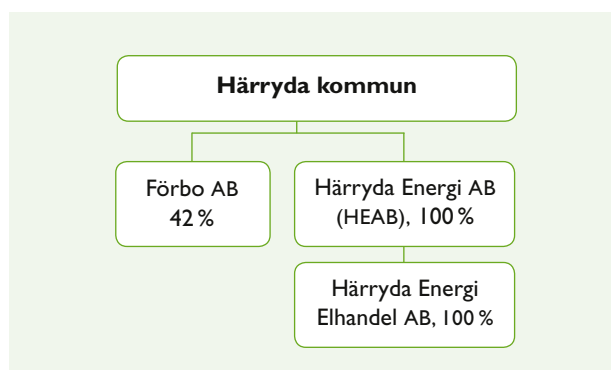 Härryda kommun
Förbo AB
42 %
Härryda Energi AB
(HEAB), 100 %
Härryda Energi
Elhandel AB, 100 %